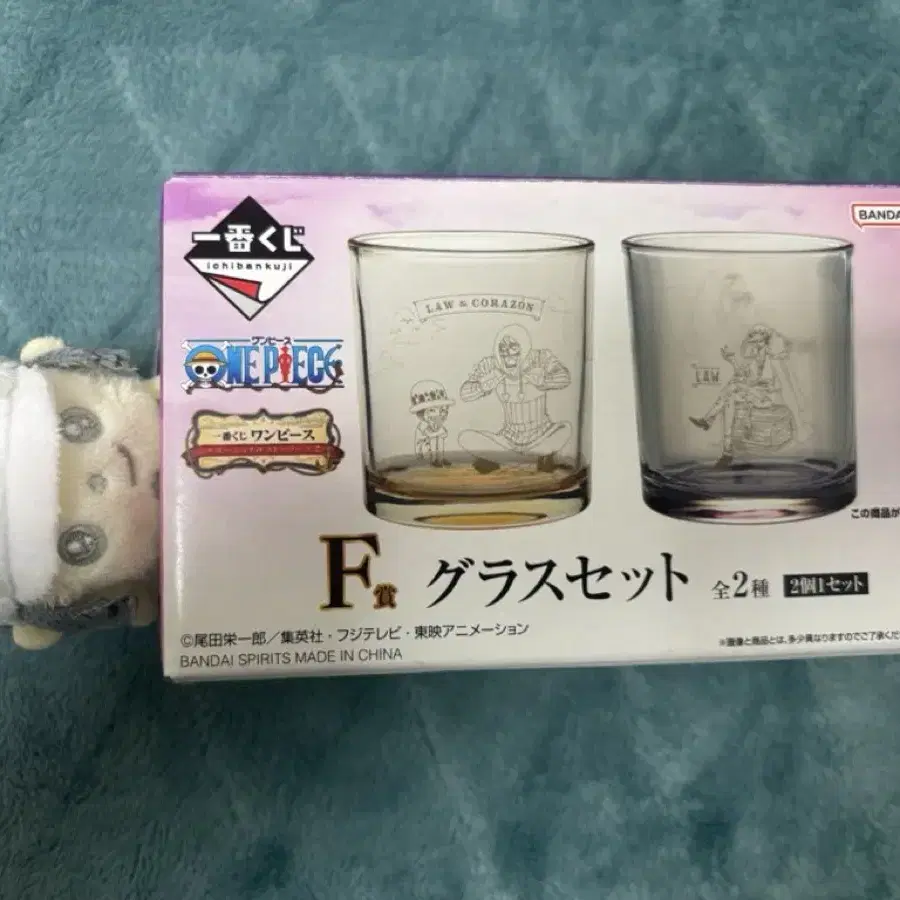 一番くじ
ichibankuji
BANDA
ワンピース
ONE PIECE
一番くじ ワンピース
LAW & CORAZON
LAW
この商品が
F賞 グラスセット 全2種 2個1セット
©尾田栄一郎／集英社・フジテレビ・東映アニメーション
BANDAI SPIRITS MADE IN CHINA
※画像と商品とは、多少異なりますのでご了承くださ